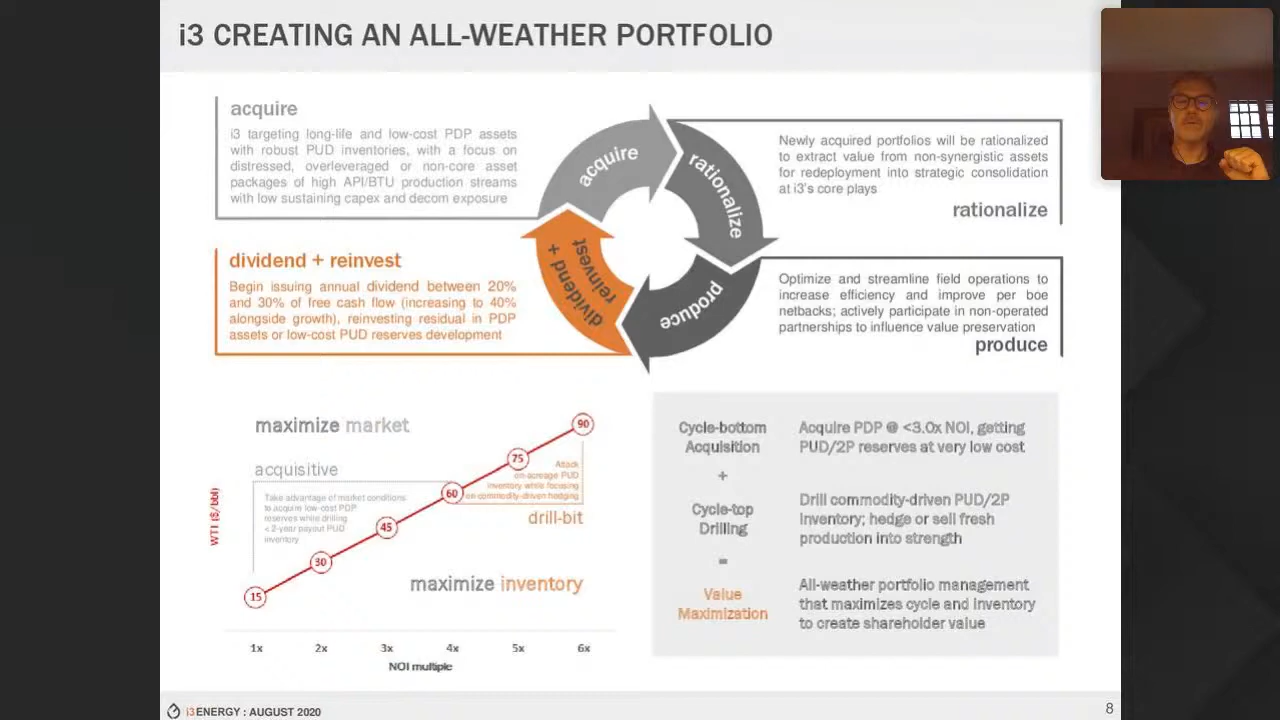 i3 CREATING AN ALL-WEATHER PORTFOLIO
acquire
i3 targeting long-life and low-cost PDP assets
with robust PUD inventories, with a focus on
distressed, overleveraged or non-core asset
packages of high API/BTU production streams
with low sustaining capex and decom exposure
dividend + reinvest
Begin issuing annual dividend between 20%
and 30% of free cash flow (increasing to 40%
alongside growth), reinvesting residual in PDP
assets or low-cost PUD reserves development
acquire
rationalize
produce
dividend +
reinvest
Newly acquired portfolios will be rationalized
to extract value from non-synergistic assets
for redeployment into strategic consolidation
at i3's core plays
rationalize
Optimize and streamline field operations to
increase efficiency and improve per boe
netbacks; actively participate in non-operated
partnerships to influence value preservation
produce
maximize market
acquisitive
Take advantage of market conditions
to acquire low-cost PDP
reserves while drilling
< 2-year payout PUD
inventory
WTI ($/bbl)
15
30
45
60
75
90
Attack
on-acreage PUD
inventory while focusing
on commodity-driven hedging
drill-bit
maximize inventory
1x 2x 3x 4x 5x 6x
NOI multiple
Cycle-bottom
Acquisition
Acquire PDP @ <3.0x NOI, getting
PUD/2P reserves at very low cost
+
Cycle-top
Drilling
Drill commodity-driven PUD/2P
inventory; hedge or sell fresh
production into strength
=
Value
Maximization
All-weather portfolio management
that maximizes cycle and inventory
to create shareholder value
i3ENERGY : AUGUST 2020
8